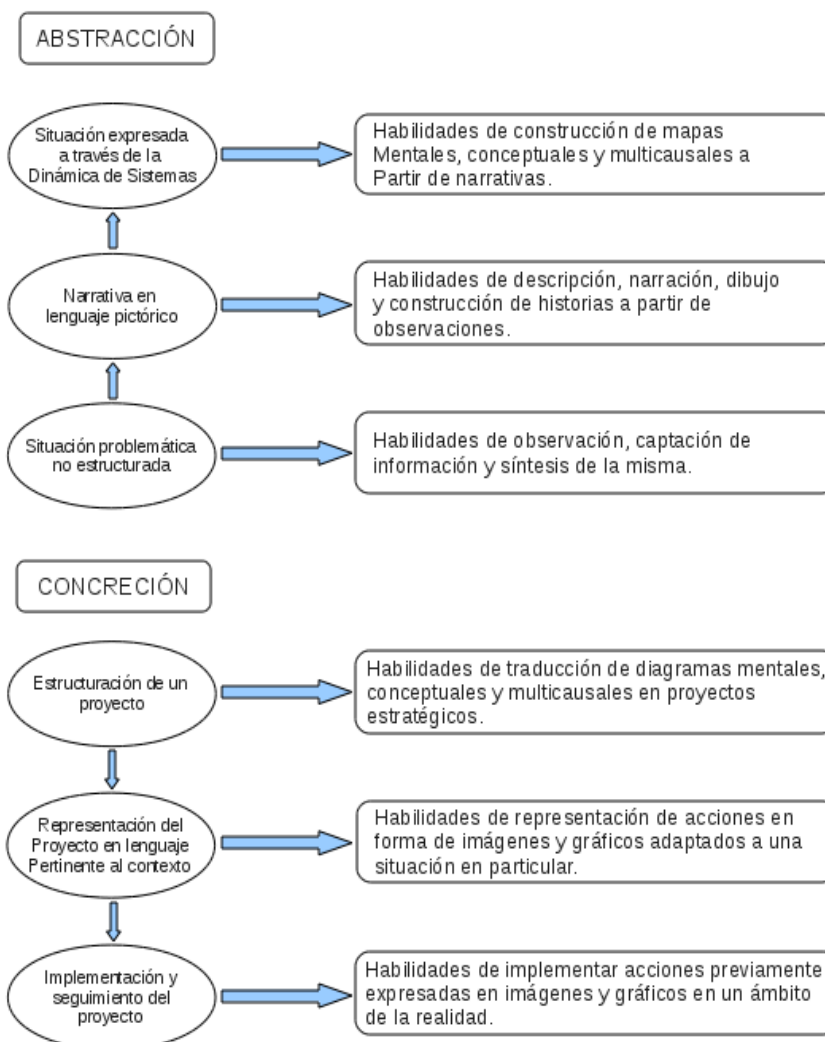 ABSTRACCIÓN
Situación expresada
a través de la
Dinámica de Sistemas
Habilidades de construcción de mapas
Mentales, conceptuales y multicausales a
Partir de narrativas.
Narrativa en
lenguaje pictórico
Habilidades de descripción, narración, dibujo
y construcción de historias a partir de
observaciones.
Situación problemática
no estructurada
Habilidades de observación, captación de
información y síntesis de la misma.
CONCRECIÓN
Estructuración de un
proyecto
Habilidades de traducción de diagramas mentales,
conceptuales y multicausales en proyectos
estratégicos.
Representación del
Proyecto en lenguaje
Pertinente al contexto
Habilidades de representación de acciones en
forma de imágenes y gráficos adaptados a una
situación en particular.
Implementación y
seguimiento del
proyecto
Habilidades de implementar acciones previamente
expresadas en imágenes y gráficos en un ámbito
de la realidad.